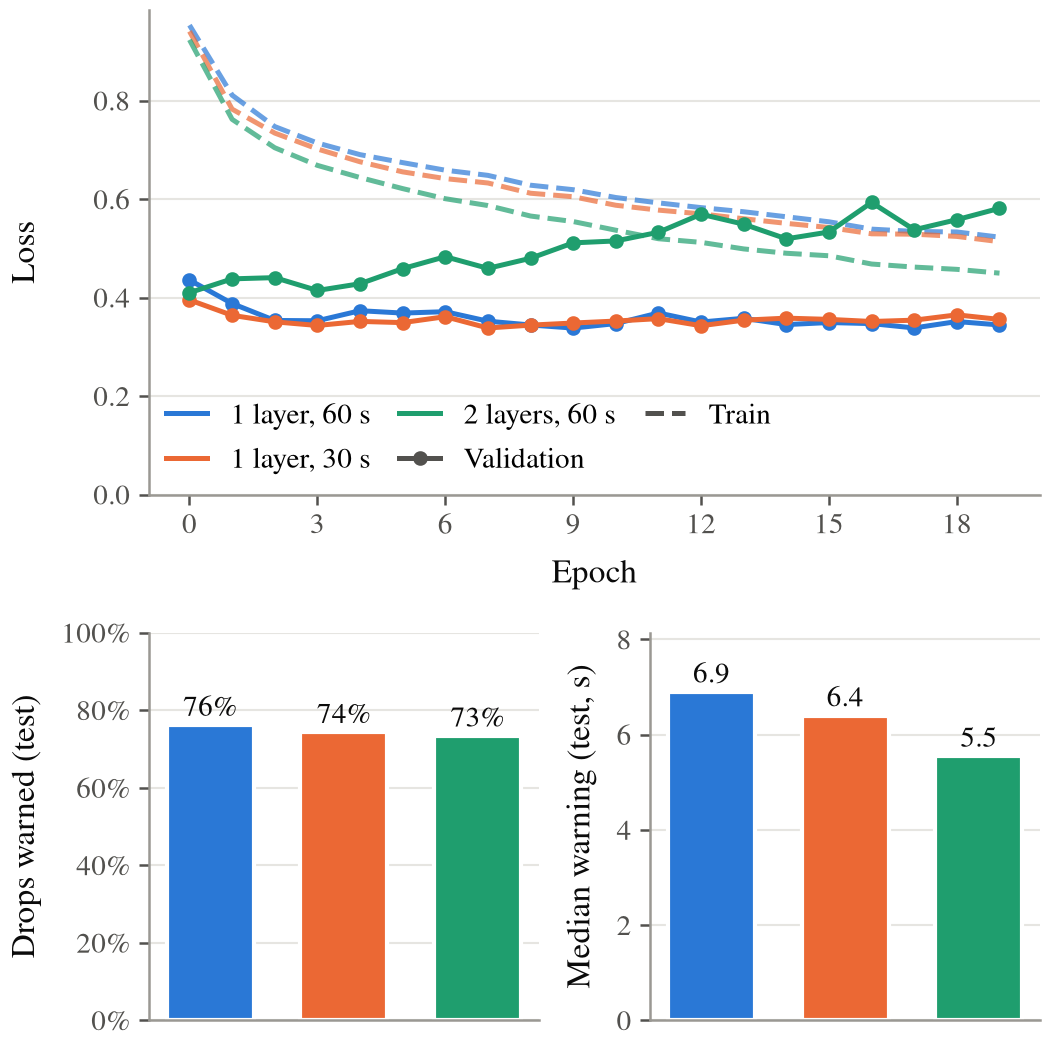 Loss
0.8
0.6
0.4
0.2
0.0
1 layer, 60 s
2 layers, 60 s
Train
1 layer, 30 s
Validation
0 3 6 9 12 15 18
Epoch
Drops warned (test)
100%
80%
60%
40%
20%
0%
76%
74%
73%
Median warning (test, s)
8
6
4
2
0
6.9
6.4
5.5